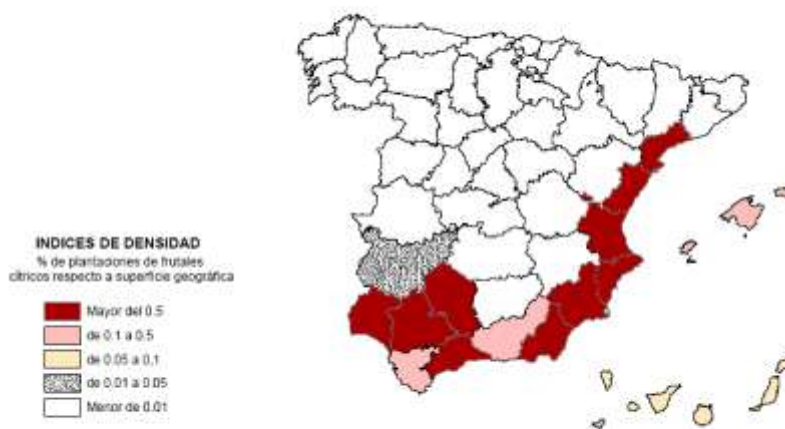 INDICES DE DENSIDAD
% de plantaciones de frutales
cítricos respecto a superficie geográfica
Mayor del 0.5
de 0.1 a 0.5
de 0.05 a 0.1
de 0.01 a 0.05
Menor de 0.01